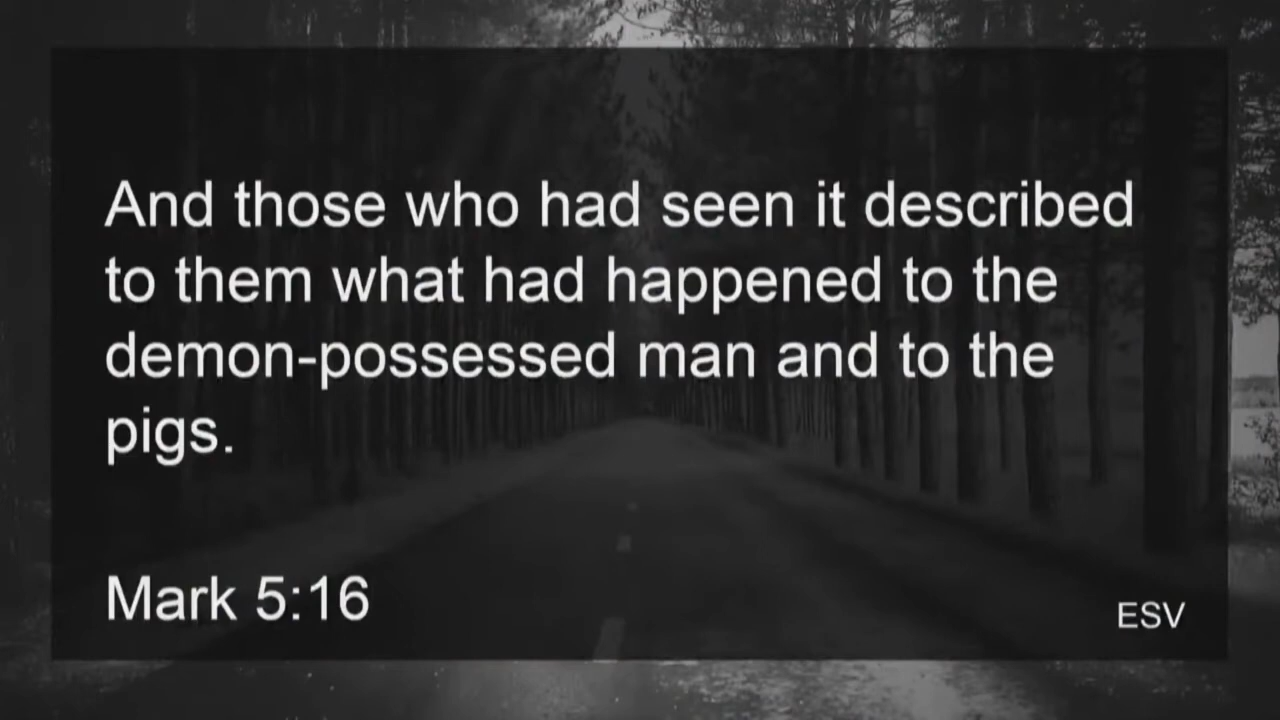 And those who had seen it described
to them what had happened to the
demon-possessed man and to the
pigs.
Mark 5:16
ESV